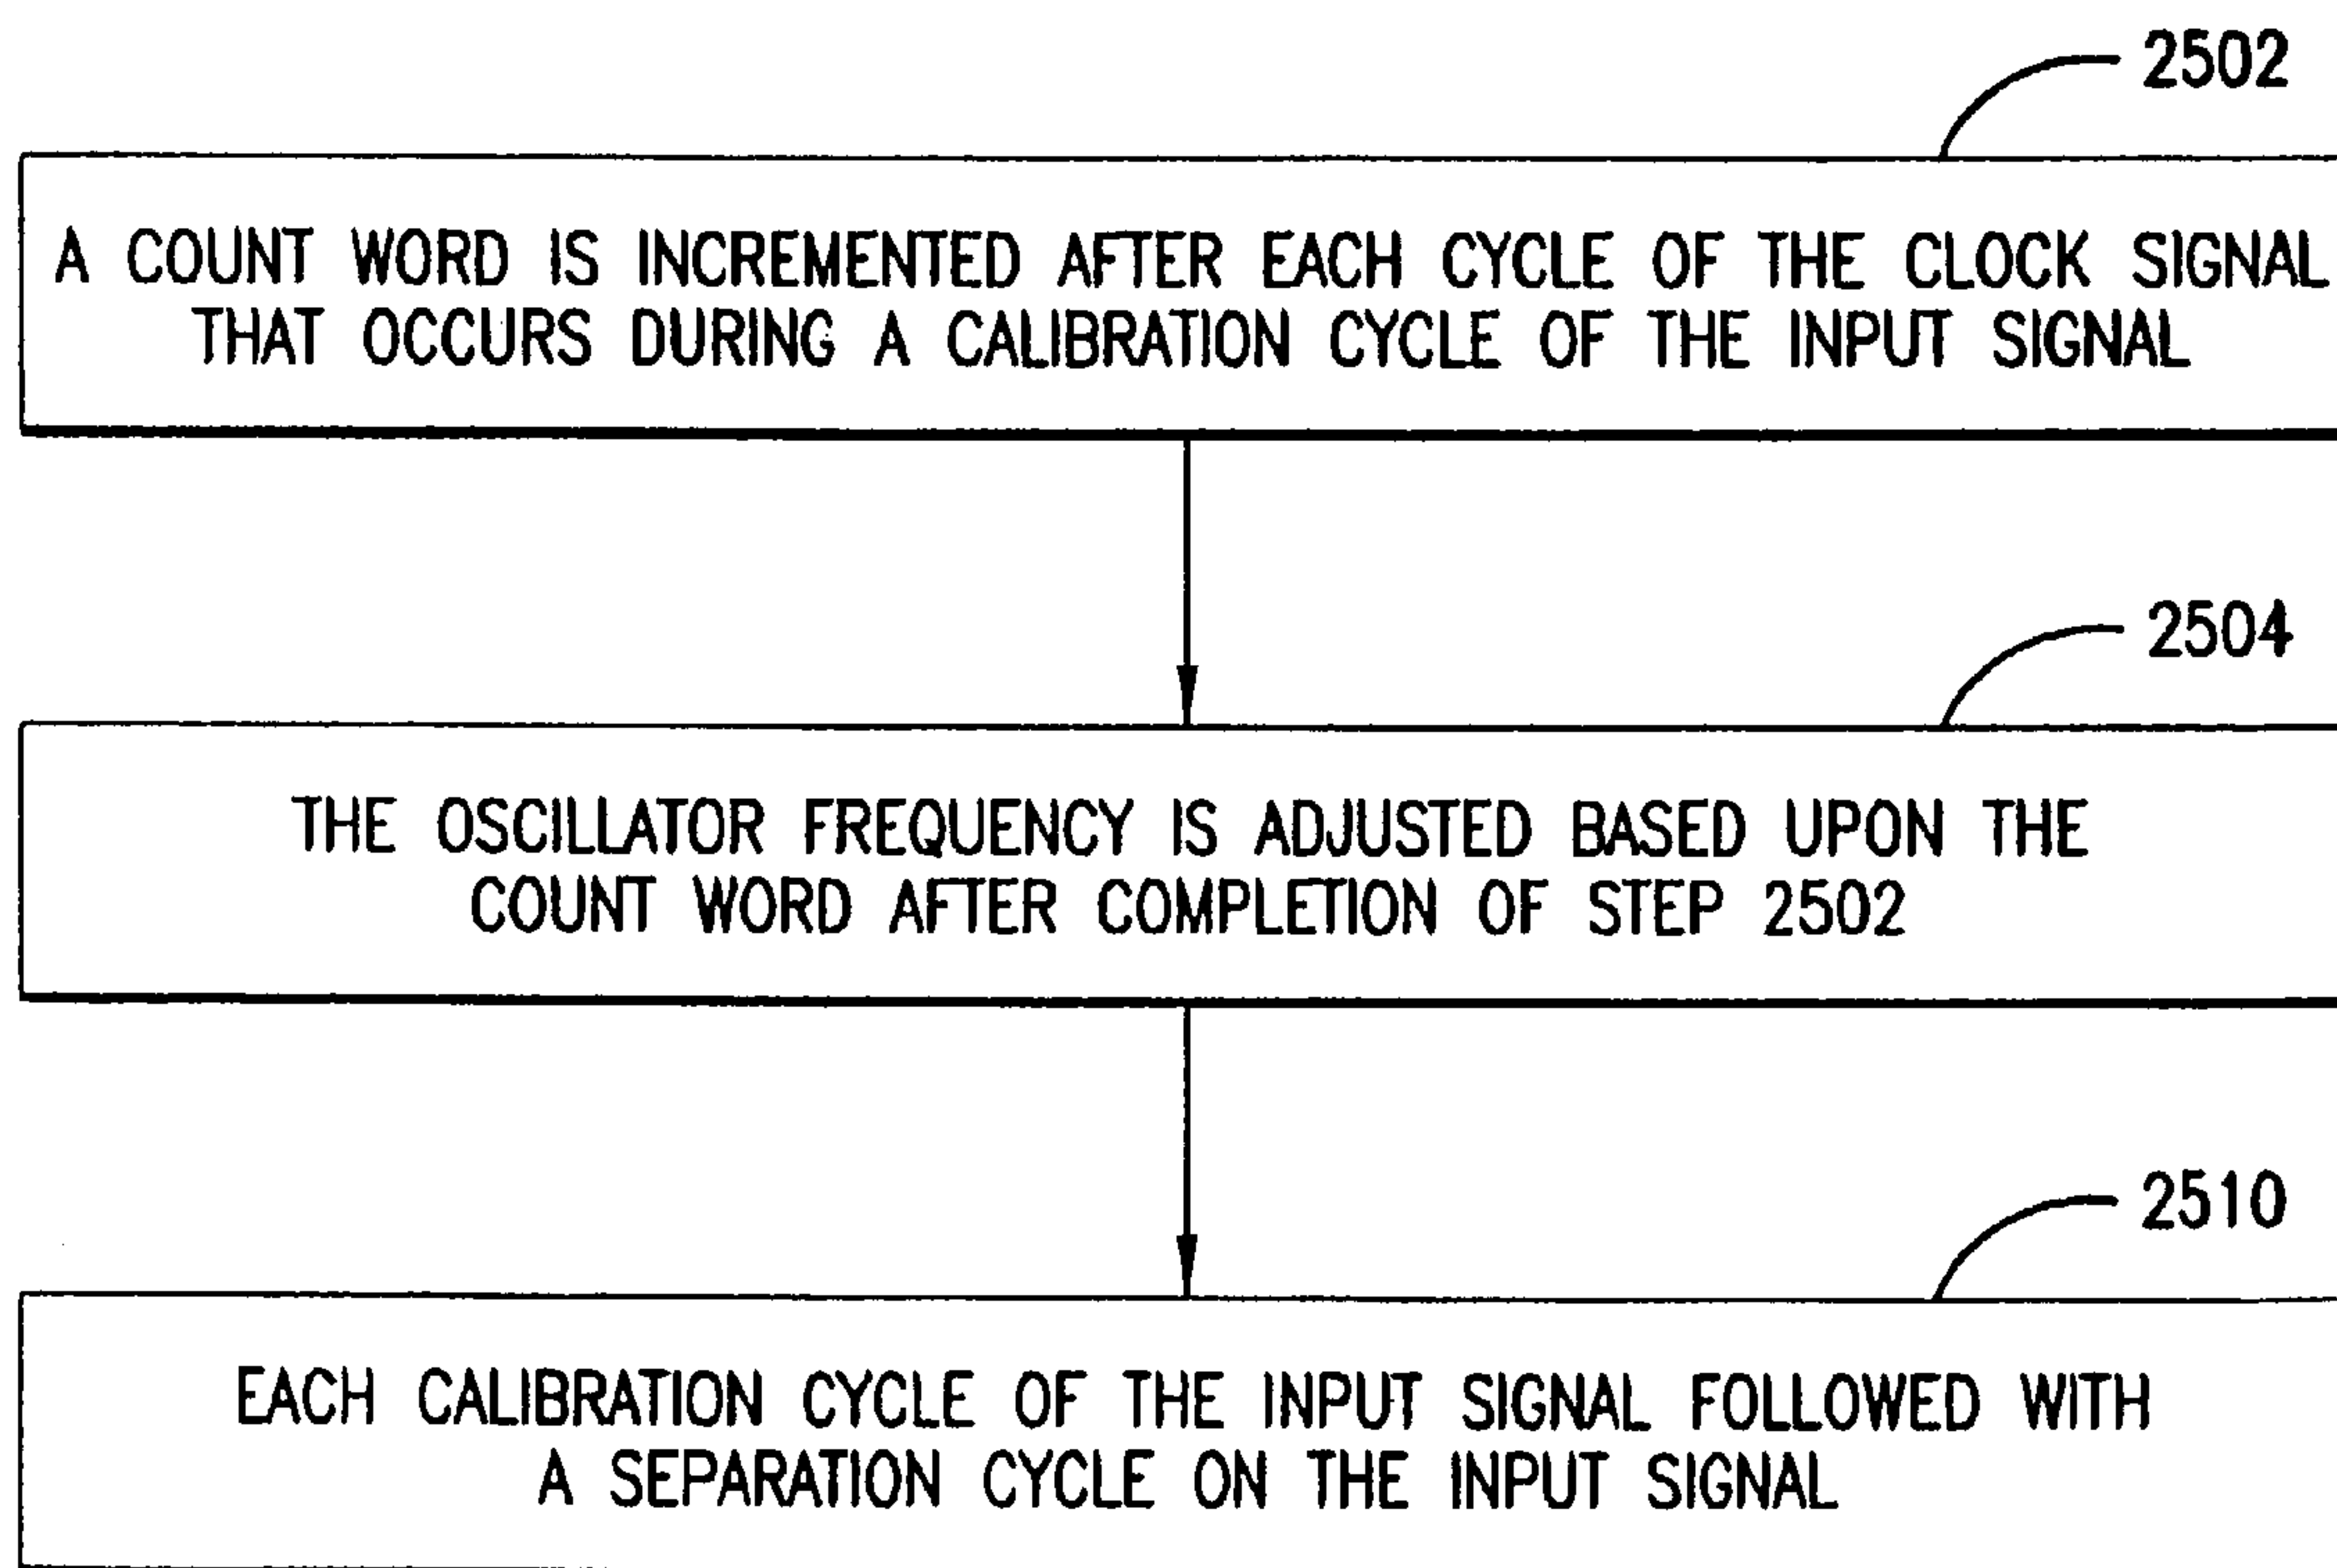 2502
A COUNT WORD IS INCREMENTED AFTER EACH CYCLE OF THE CLOCK SIGNAL
THAT OCCURS DURING A CALIBRATION CYCLE OF THE INPUT SIGNAL
2504
THE OSCILLATOR FREQUENCY IS ADJUSTED BASED UPON THE
COUNT WORD AFTER COMPLETION OF STEP 2502
2510
EACH CALIBRATION CYCLE OF THE INPUT SIGNAL FOLLOWED WITH
A SEPARATION CYCLE ON THE INPUT SIGNAL